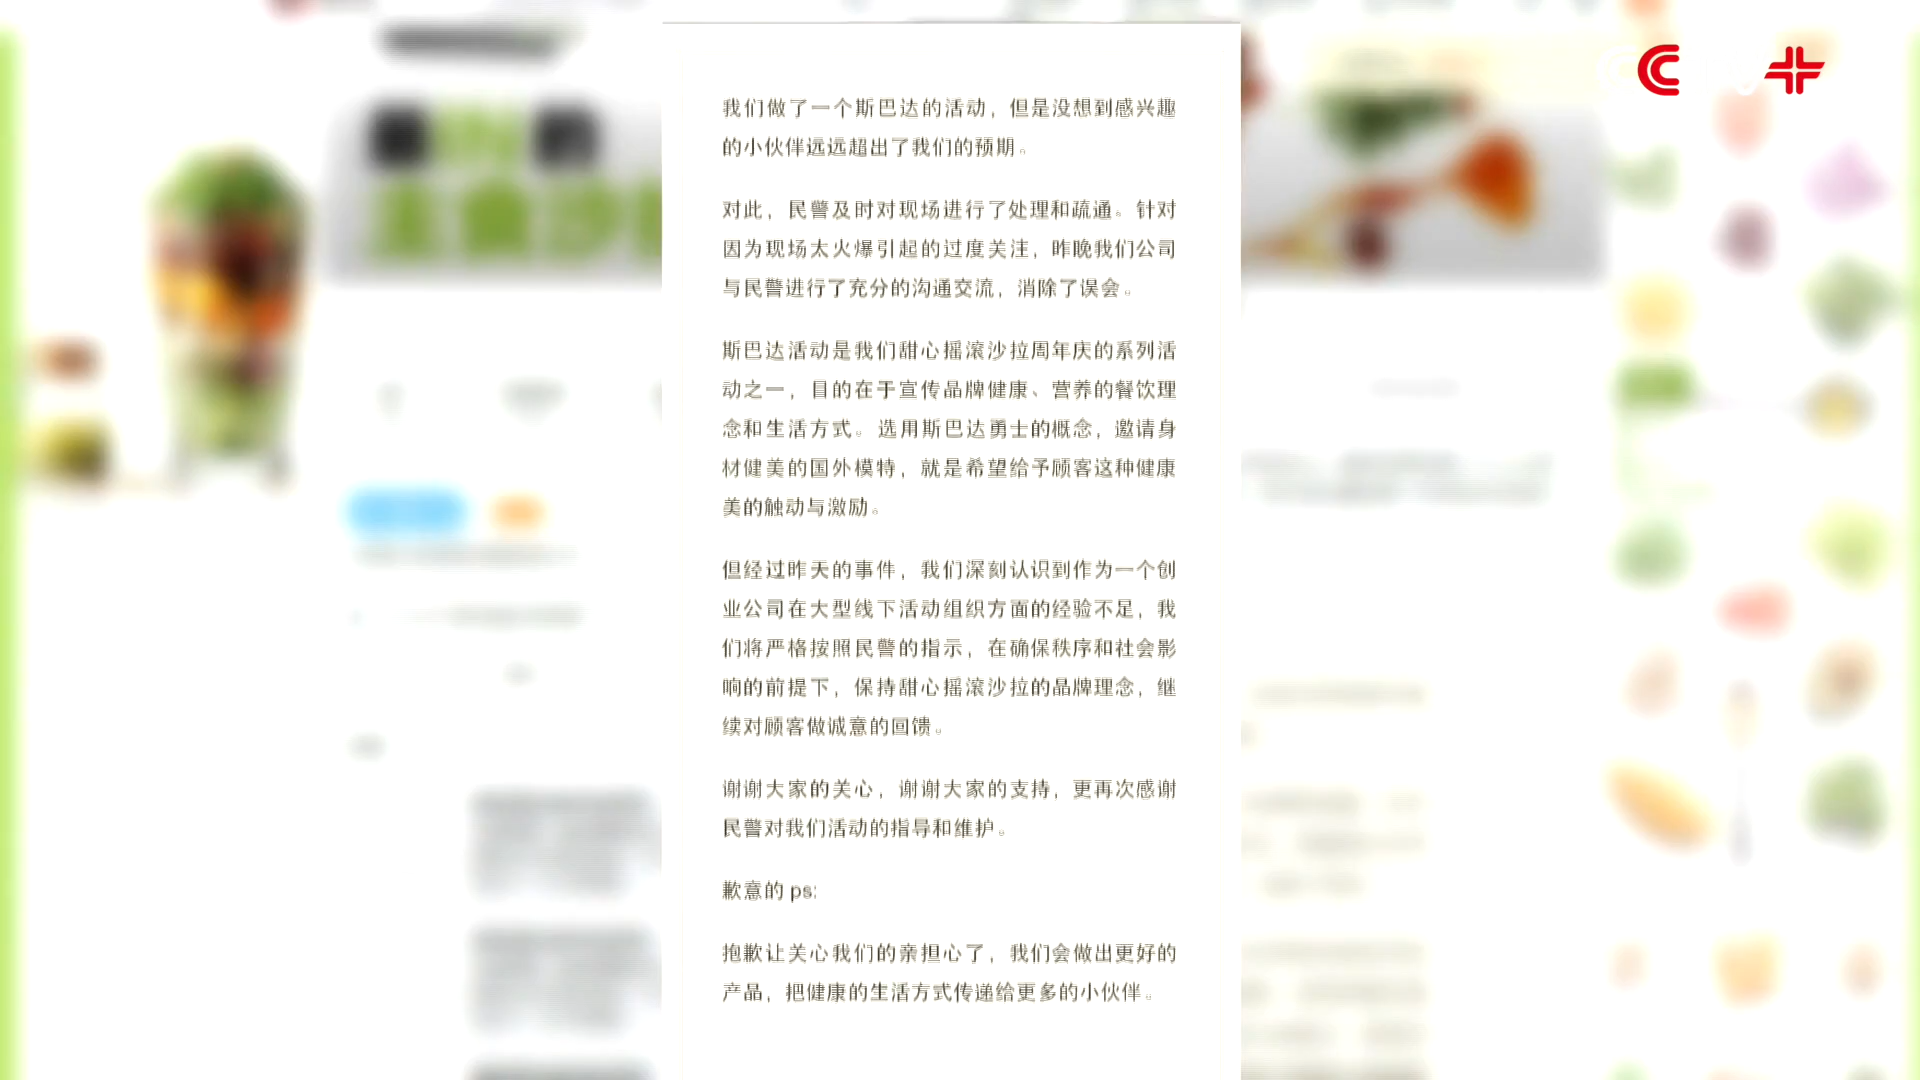 我们做了一个斯巴达的活动，但是没想到感兴趣
的小伙伴远远超出了我们的预期。
对此，民警及时对现场进行了处理和疏通。针对
因为现场太火爆引起的过度关注，昨晚我们公司
与民警进行了充分的沟通交流，消除了误会。
斯巴达活动是我们甜心摇滚沙拉周年庆的系列活
动之一，目的在于宣传品牌健康、营养的餐饮理
念和生活方式。选用斯巴达勇士的概念，邀请身
材健美的国外模特，就是希望给予顾客这种健康
美的触动与激励。
但经过昨天的事件，我们深刻认识到作为一个创
业公司在大型线下活动组织方面的经验不足，我
们将严格按照民警的指示，在确保秩序和社会影
响的前提下，保持甜心摇滚沙拉的品牌理念，继
续对顾客做诚意的回馈。
谢谢大家的关心，谢谢大家的支持，更再次感谢
民警对我们活动的指导和维护。
歉意的 ps:
抱歉让关心我们的亲担心了，我们会做出更好的
产品，把健康的生活方式传递给更多的小伙伴。